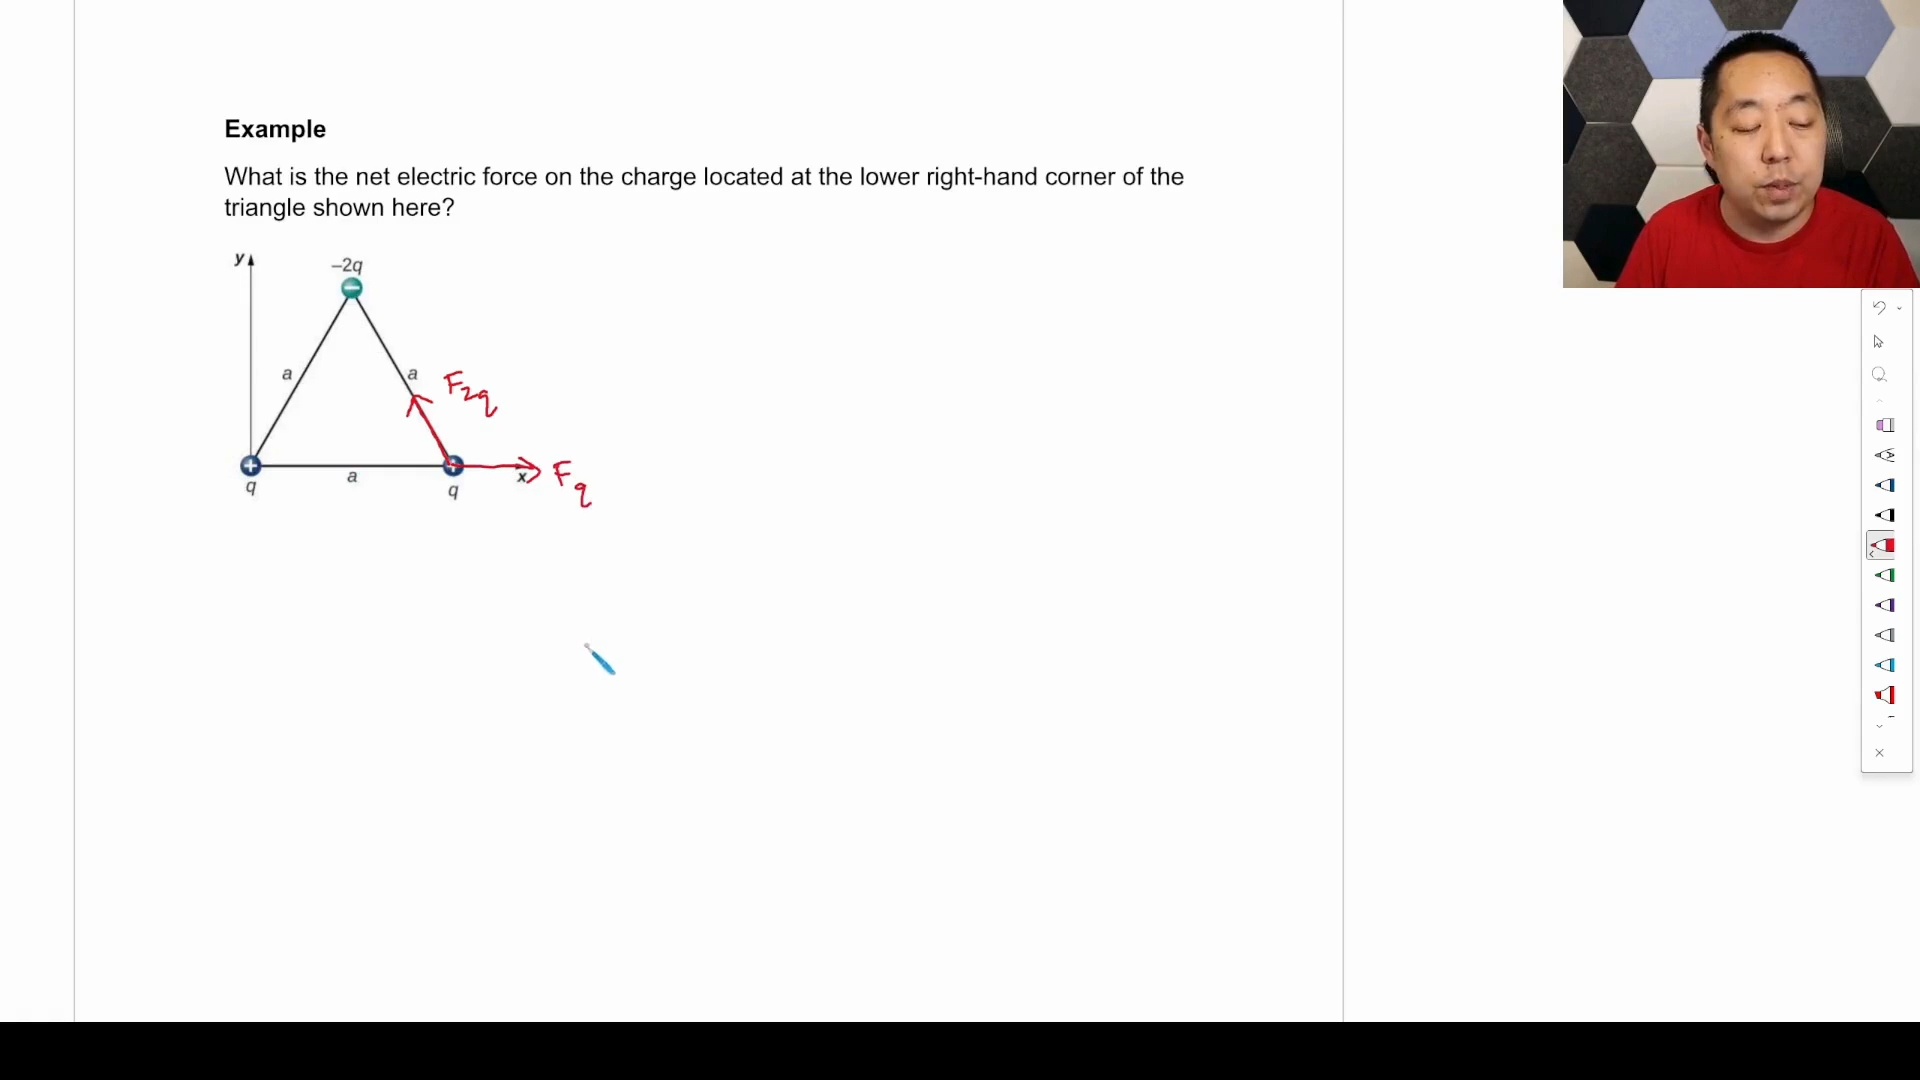 Example
What is the net electric force on the charge located at the lower right-hand corner of the
triangle shown here?
y
−2q
a
a
F2q
a
x
Fq
q
q